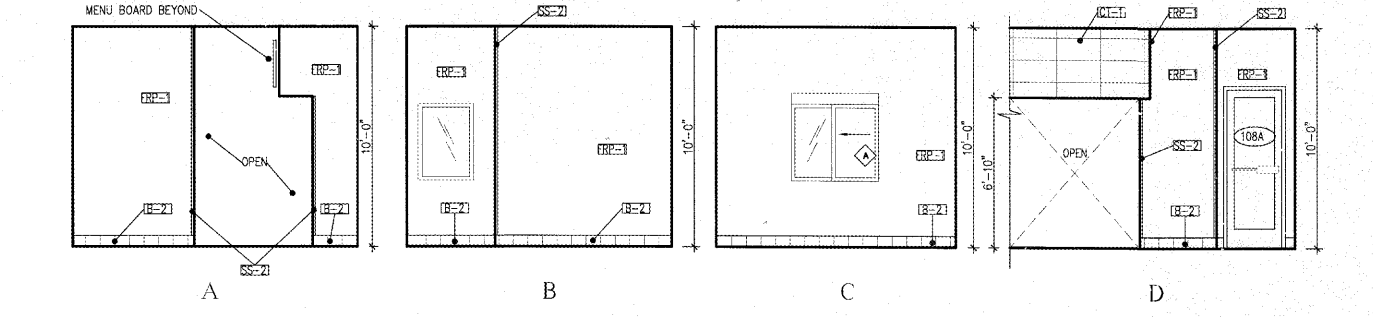 MENU BOARD BEYOND
FRP-1
FRP-1
OPEN
B-2
B-2
SS-2
10'-0"
A
SS-2
FRP-1
FRP-1
B-2
B-2
10'-0"
B
A
FRP-1
B-2
10'-0"
C
CT-1
FRP-1
SS-2
FRP-1
FRP-1
108A
OPEN
SS-2
B-2
6'-10"
10'-0"
D